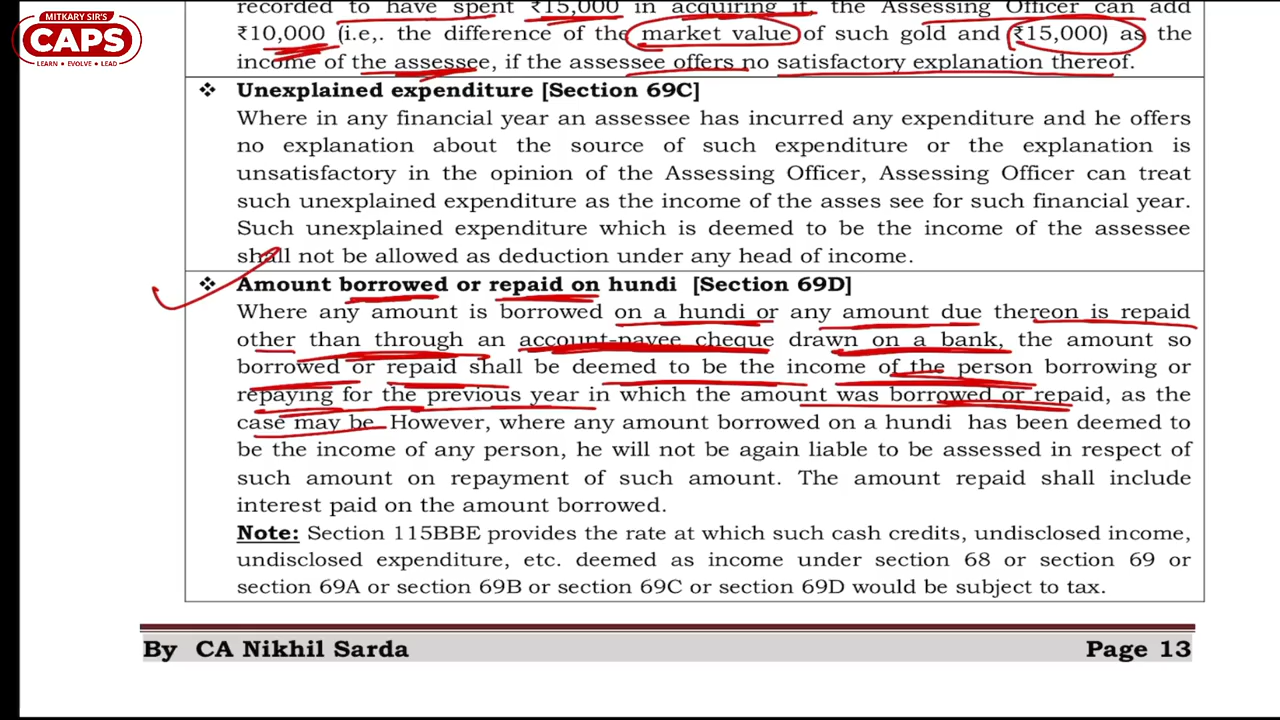 MITKARY SIR'S
CAPS
LEARN • EVOLVE • LEAD
recorded to have spent ₹15,000 in acquiring it, the Assessing Officer can add
₹10,000 (i.e,. the difference of the market value of such gold and ₹15,000) as the
income of the assessee, if the assessee offers no satisfactory explanation thereof.
❖ Unexplained expenditure [Section 69C]
Where in any financial year an assessee has incurred any expenditure and he offers
no explanation about the source of such expenditure or the explanation is
unsatisfactory in the opinion of the Assessing Officer, Assessing Officer can treat
such unexplained expenditure as the income of the asses see for such financial year.
Such unexplained expenditure which is deemed to be the income of the assessee
shall not be allowed as deduction under any head of income.
❖ Amount borrowed or repaid on hundi [Section 69D]
Where any amount is borrowed on a hundi or any amount due thereon is repaid
other than through an account-payee cheque drawn on a bank, the amount so
borrowed or repaid shall be deemed to be the income of the person borrowing or
repaying for the previous year in which the amount was borrowed or repaid, as the
case may be. However, where any amount borrowed on a hundi has been deemed to
be the income of any person, he will not be again liable to be assessed in respect of
such amount on repayment of such amount. The amount repaid shall include
interest paid on the amount borrowed.
Note: Section 115BBE provides the rate at which such cash credits, undisclosed income,
undisclosed expenditure, etc. deemed as income under section 68 or section 69 or
section 69A or section 69B or section 69C or section 69D would be subject to tax.
By CA Nikhil Sarda Page 13